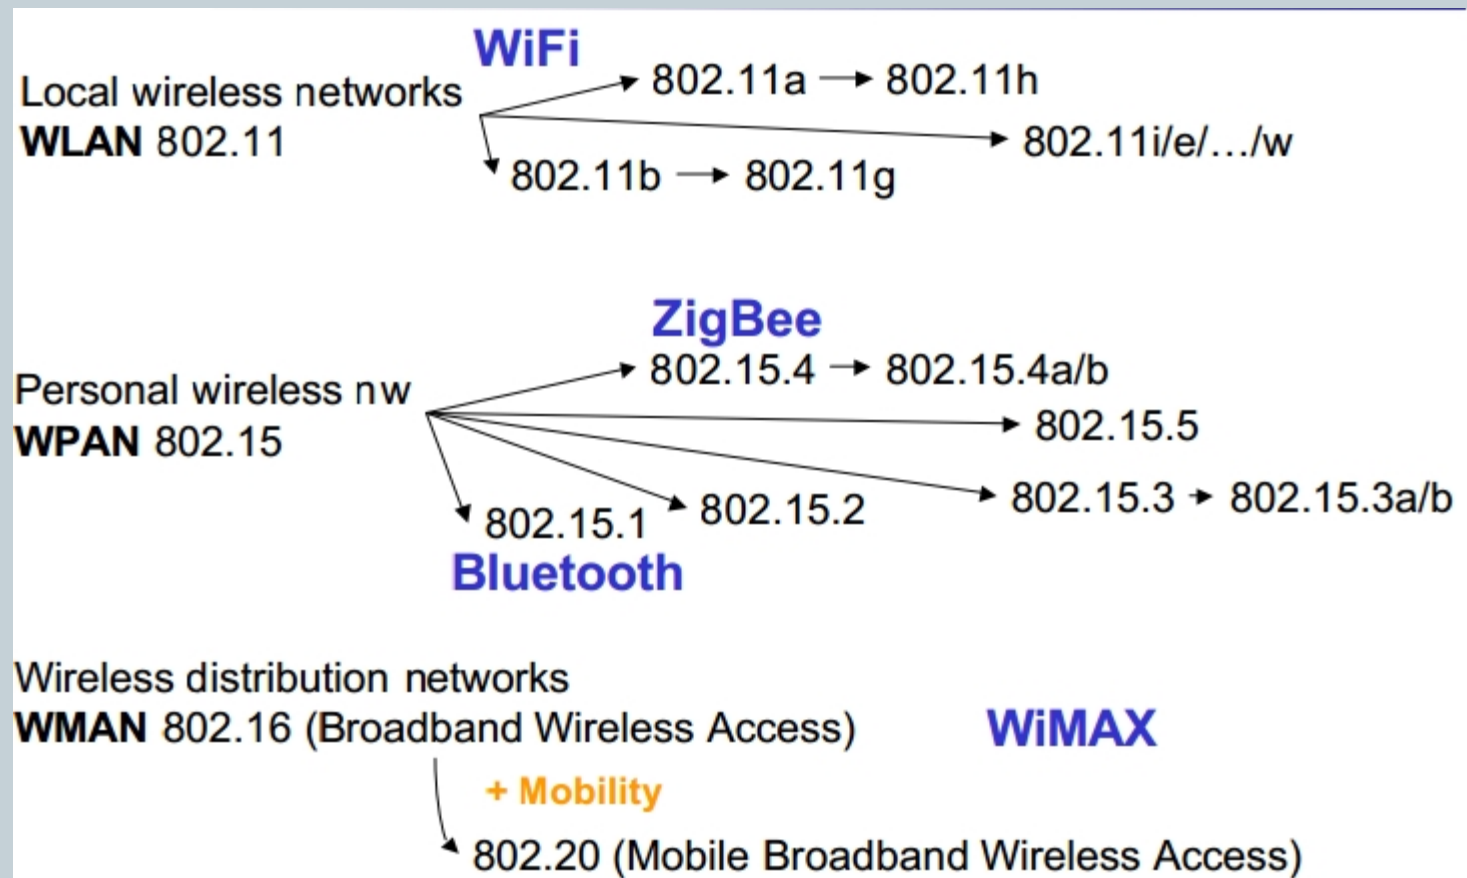 WiFi
Local wireless networks
WLAN 802.11
802.11a
802.11h
802.11i/e/.../w
802.11b
802.11g
ZigBee
802.15.4
802.15.4a/b
Personal wireless nw
WPAN 802.15
802.15.5
802.15.3
802.15.3a/b
802.15.2
802.15.1
Bluetooth
Wireless distribution networks
WMAN 802.16 (Broadband Wireless Access)
WiMAX
+ Mobility
802.20 (Mobile Broadband Wireless Access)